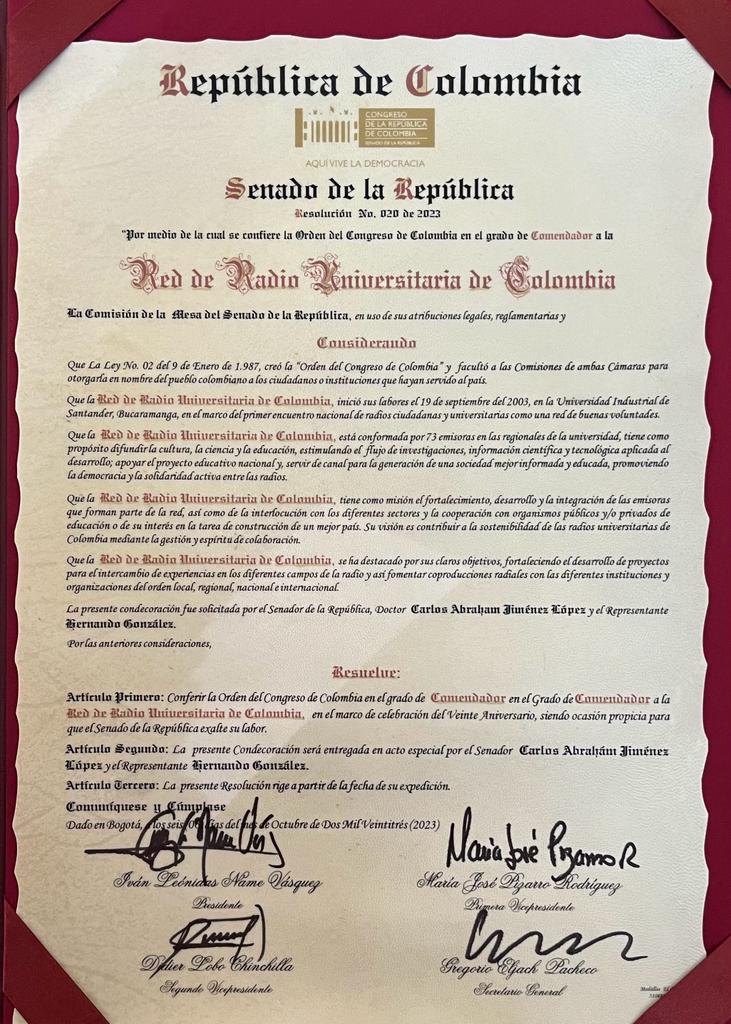 República de Colombia
CONGRESO
DE LA REPÚBLICA
DE COLOMBIA
SENADO DE LA REPÚBLICA
AQUÍ VIVE LA DEMOCRACIA
Senado de la República
Resolución No. 020 de 2023
"Por medio de la cual se confiere la Orden del Congreso de Colombia en el grado de Comendador a la
Red de Radio Universitaria de Colombia
La Comisión de la Mesa del Senado de la República, en uso de sus atribuciones legales, reglamentarias y
Considerando
Que La Ley No. 02 del 9 de Enero de 1.987, creó la "Orden del Congreso de Colombia" y facultó a las Comisiones de ambas Cámaras para
otorgarla en nombre del pueblo colombiano a los ciudadanos o instituciones que hayan servido al país.
Que la Red de Radio Universitaria de Colombia, inició sus labores el 19 de septiembre del 2003, en la Universidad Industrial de
Santander, Bucaramanga, en el marco del primer encuentro nacional de radios ciudadanas y universitarias como una red de buenas voluntades.
Que la Red de Radio Universitaria de Colombia, está conformada por 73 emisoras en las regionales de la universidad, tiene como
propósito difundir la cultura, la ciencia y la educación, estimulando el flujo de investigaciones, información científica y tecnológica aplicada al
desarrollo; apoyar el proyecto educativo nacional y, servir de canal para la generación de una sociedad mejor informada y educada, promoviendo
la democracia y la solidaridad activa entre las radios.
Que la Red de Radio Universitaria de Colombia, tiene como misión el fortalecimiento, desarrollo y la integración de las emisoras
que forman parte de la red, así como de la interlocución con los diferentes sectores y la cooperación con organismos públicos y/o privados de
educación o de su interés en la tarea de construcción de un mejor país. Su visión es contribuir a la sostenibilidad de las radios universitarias de
Colombia mediante la gestión y espíritu de colaboración.
Que la Red de Radio Universitaria de Colombia, se ha destacado por sus claros objetivos, fortaleciendo el desarrollo de proyectos
para el intercambio de experiencias en los diferentes campos de la radio y así fomentar coproducciones radiales con las diferentes instituciones y
organizaciones del orden local, regional, nacional e internacional.
La presente condecoración fue solicitada por el Senador de la República, Doctor Carlos Abraham Jiménez López y el Representante
Hernando González.
Por las anteriores consideraciones,
Resuelve:
Artículo Primero: Conferir la Orden del Congreso de Colombia en el grado de Comendador en el Grado de Comendador a la
Red de Radio Universitaria de Colombia, en el marco de celebración del Veinte Aniversario, siendo ocasión propicia para
que el Senado de la República exalte su labor.
Artículo Segundo: La presente Condecoración será entregada en acto especial por el Senador Carlos Abrahám Jiménez
López y el Representante Hernando González.
Artículo Tercero: La presente Resolución rige a partir de la fecha de su expedición.
Comuníquese y Cúmplase
Dado en Bogotá, a los seis días del mes de Octubre de Dos Mil Veintitrés (2023)
María José Pizarro R
Iván Leónidas Name Vásquez
María José Pizarro Rodríguez
Presidente
Primera Vicepresidente
Didier Lobo Chinchilla
Gregorio Eljach Pacheco
Segundo Vicepresidente
Secretario General